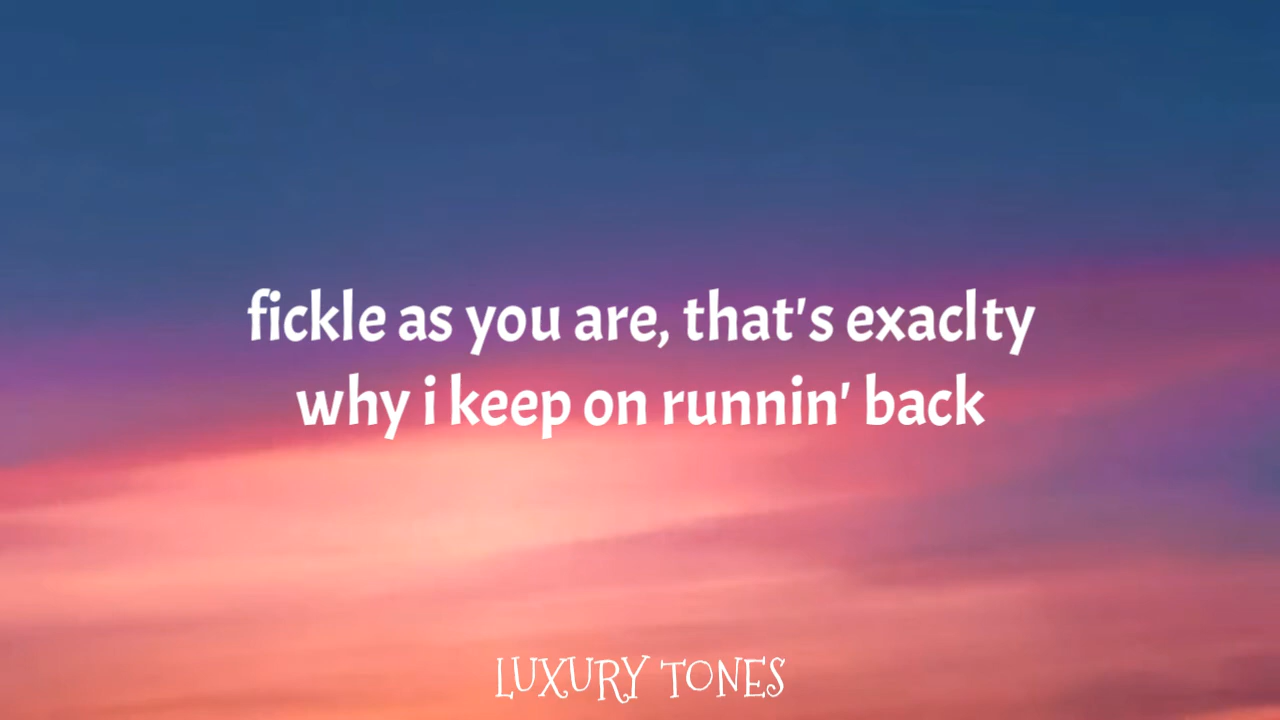 fickle as you are, that's exaclty
why i keep on runnin' back
LUXURY TONES